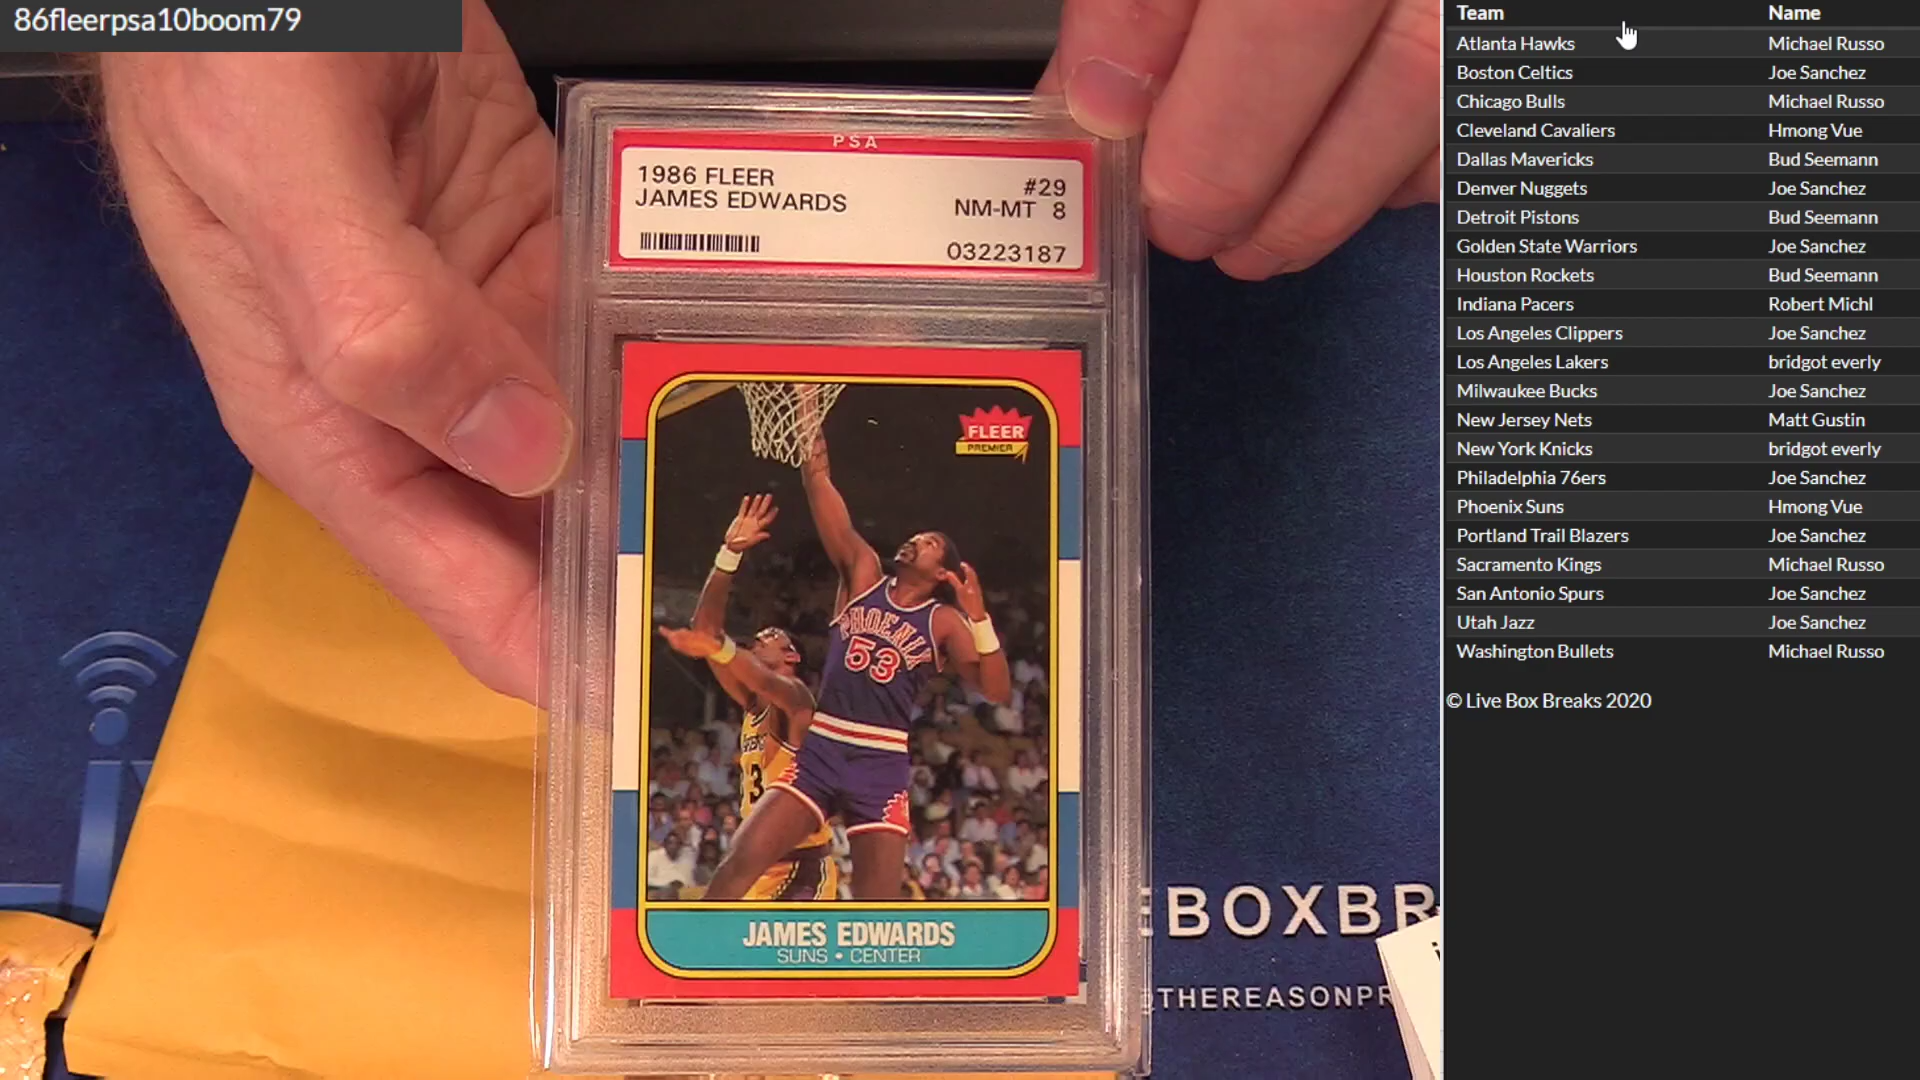 86fleerpsa10boom79
PSA
1986 FLEER #29
JAMES EDWARDS NM-MT 8
03223187
FLEER
PREMIER
PHOENIX
53
JAMES EDWARDS
SUNS • CENTER
BOXBR
THEREASONPR
Team Name
Atlanta Hawks Michael Russo
Boston Celtics Joe Sanchez
Chicago Bulls Michael Russo
Cleveland Cavaliers Hmong Vue
Dallas Mavericks Bud Seemann
Denver Nuggets Joe Sanchez
Detroit Pistons Bud Seemann
Golden State Warriors Joe Sanchez
Houston Rockets Bud Seemann
Indiana Pacers Robert Michl
Los Angeles Clippers Joe Sanchez
Los Angeles Lakers bridgot everly
Milwaukee Bucks Joe Sanchez
New Jersey Nets Matt Gustin
New York Knicks bridgot everly
Philadelphia 76ers Joe Sanchez
Phoenix Suns Hmong Vue
Portland Trail Blazers Joe Sanchez
Sacramento Kings Michael Russo
San Antonio Spurs Joe Sanchez
Utah Jazz Joe Sanchez
Washington Bullets Michael Russo
© Live Box Breaks 2020